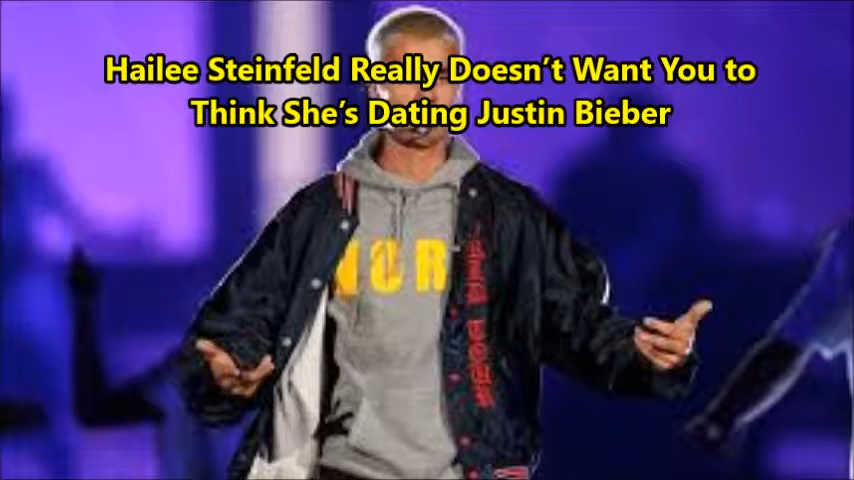 Hailee Steinfeld Really Doesn’t Want You to
Think She’s Dating Justin Bieber